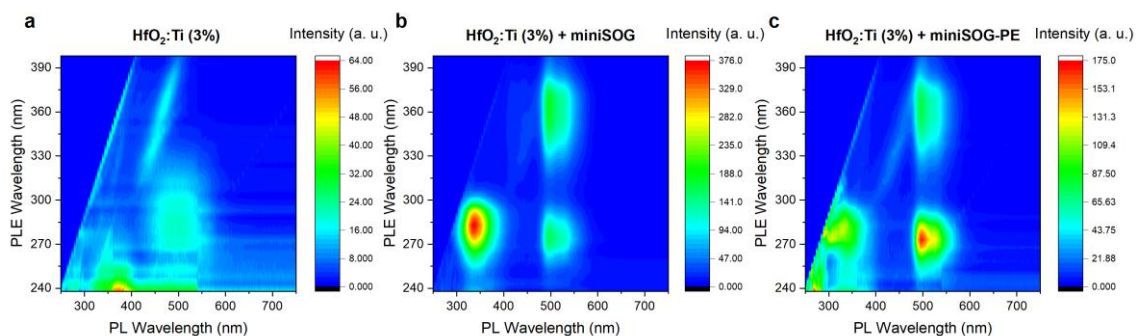 a
HfO₂:Ti (3%)
Intensity (a. u.)
PLE Wavelength (nm)
390
360
330
300
270
240
300 400 500 600 700
PL Wavelength (nm)
64.00
56.00
48.00
40.00
32.00
24.00
16.00
8.000
0.000
b
HfO₂:Ti (3%) + miniSOG
Intensity (a. u.)
PLE Wavelength (nm)
390
360
330
300
270
240
300 400 500 600 700
PL Wavelength (nm)
376.0
329.0
282.0
235.0
188.0
141.0
94.00
47.00
0.000
c
HfO₂:Ti (3%) + miniSOG-PE
Intensity (a. u.)
PLE Wavelength (nm)
390
360
330
300
270
240
300 400 500 600 700
PL Wavelength (nm)
175.0
153.1
131.3
109.4
87.50
65.63
43.75
21.88
0.000